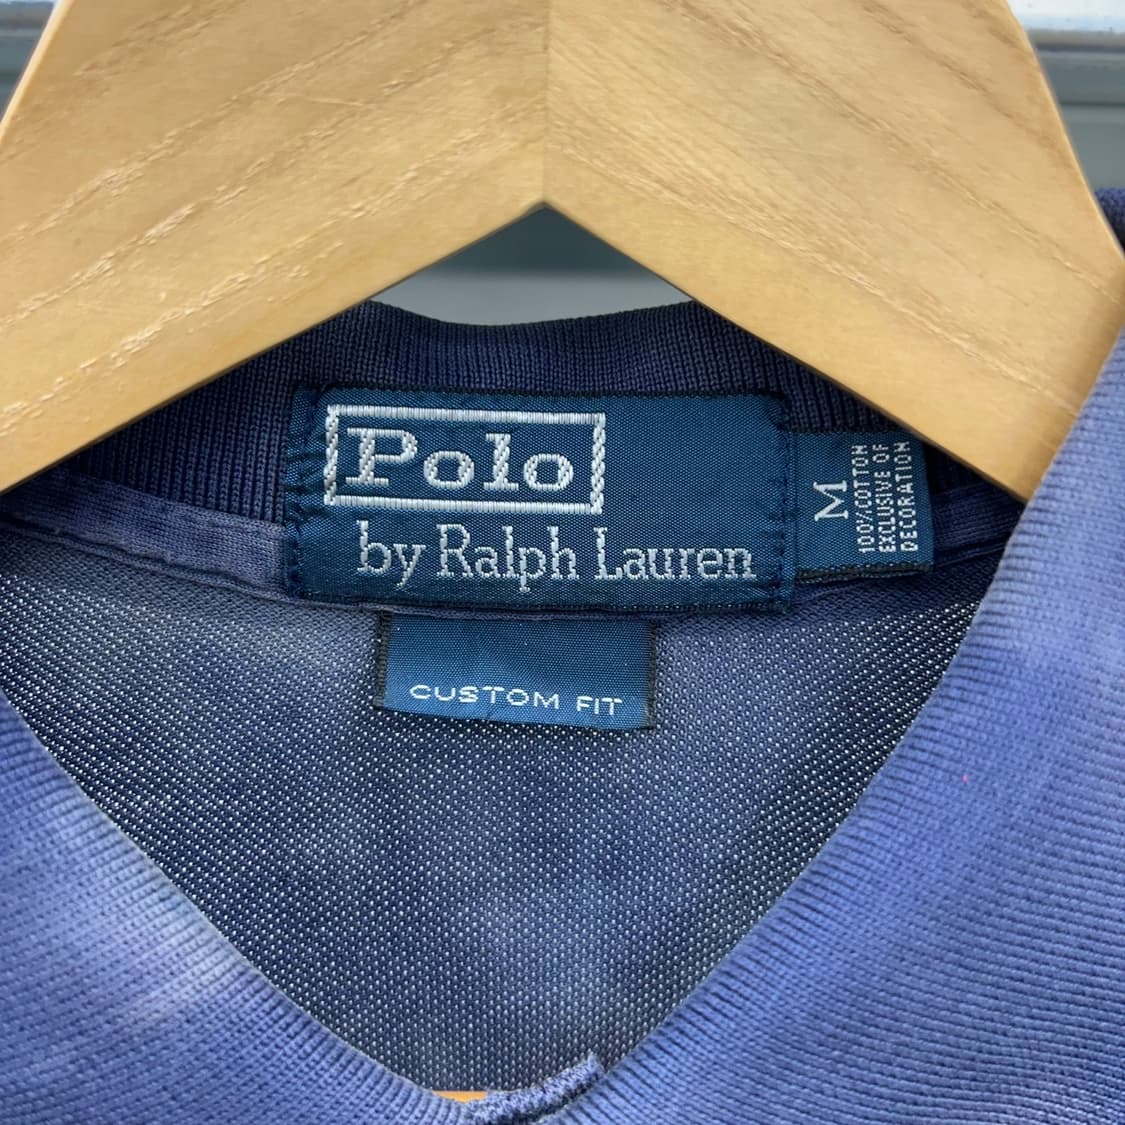 Polo
by Ralph Lauren
M
100% COTTON
EXCLUSIVE OF
DECORATION
CUSTOM FIT